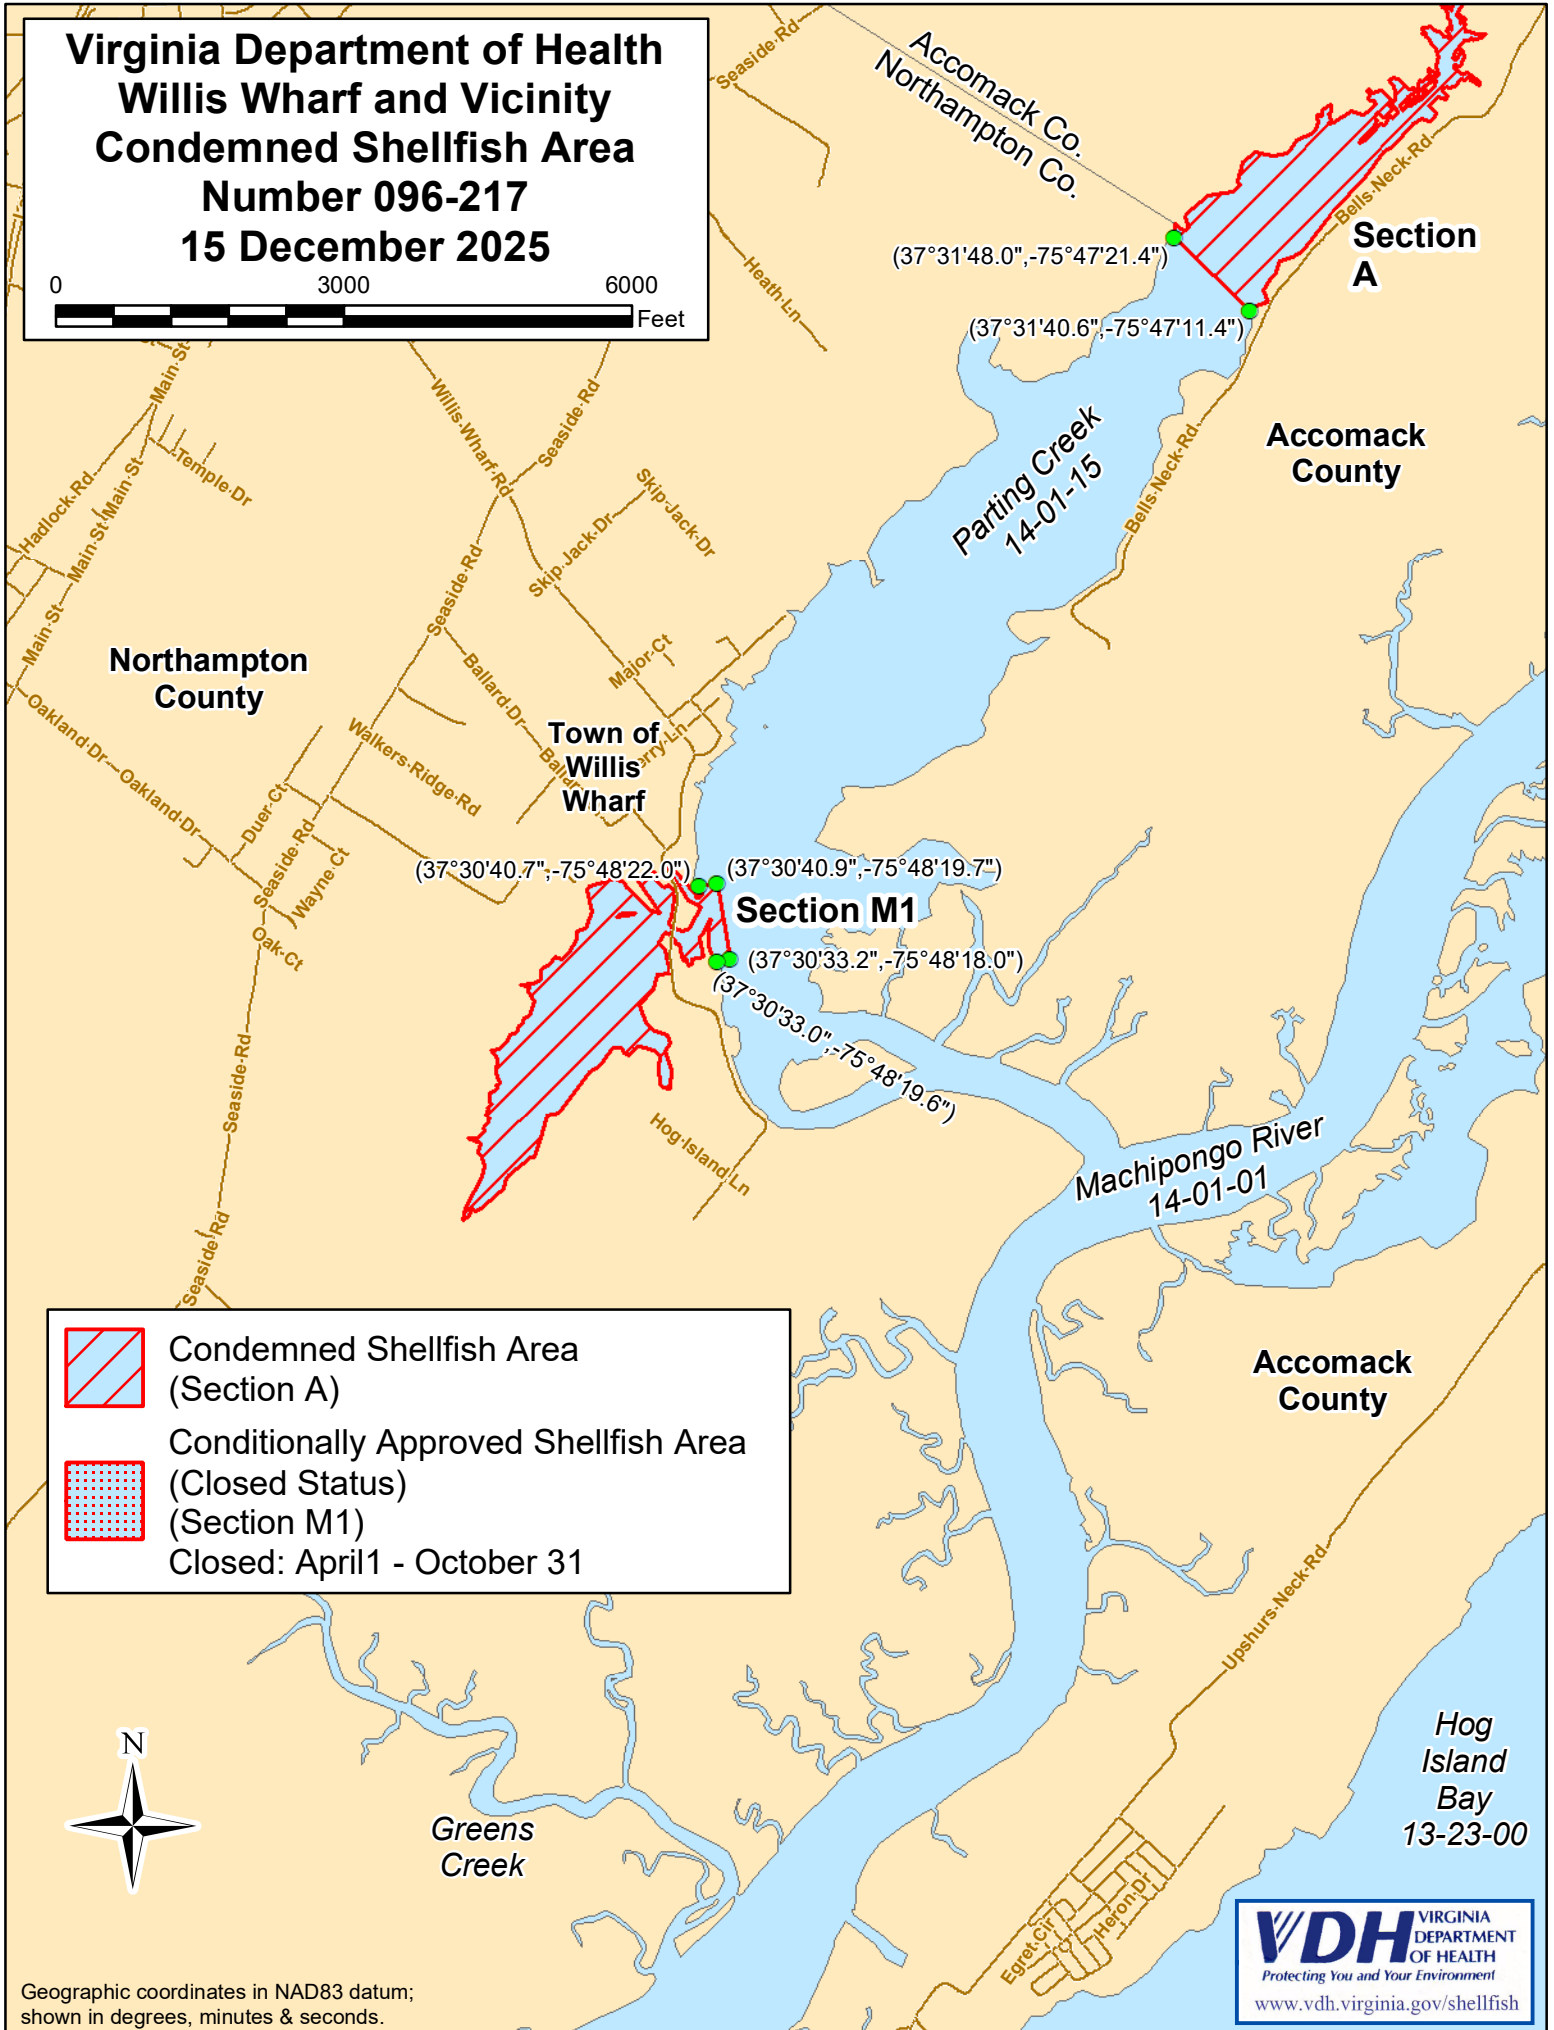 Virginia Department of Health
Willis Wharf and Vicinity
Condemned Shellfish Area
Number 096-217
15 December 2025
0 3000 6000
Feet
Seaside Rd
Accomack Co.
Northampton Co.
Bells Neck Rd
Section
A
(37°31'48.0",-75°47'21.4")
(37°31'40.6",-75°47'11.4")
Heath Ln
Main St
Willis Wharf Rd
Seaside Rd
Temple Dr
Hadlock Rd
Main St
Main St
Main St
Main St
Skip Jack Dr
Skip Jack Dr
Parting Creek
14-01-15
Bells Neck Rd
Accomack
County
Seaside Rd
Northampton
County
Major Ct
Ballard Dr
Oakland Dr
Oakland Dr
Walkers Ridge Rd
Town of
Willis
Wharf
Duer Ct
Seaside Rd
Wayne Ct
Oak Ct
(37°30'40.7",-75°48'22.0")
(37°30'40.9",-75°48'19.7")
Section M1
(37°30'33.2",-75°48'18.0")
(37°30'33.0",-75°48'19.6")
Seaside Rd
Hog Island Ln
Machipongo River
14-01-01
Seaside Rd
Condemned Shellfish Area
(Section A)
Conditionally Approved Shellfish Area
(Closed Status)
(Section M1)
Closed: April1 - October 31
Accomack
County
Upshurs Neck Rd
N
Greens
Creek
Hog
Island
Bay
13-23-00
Egret Cir
Heron Dr
VDH VIRGINIA
DEPARTMENT
OF HEALTH
Protecting You and Your Environment
www.vdh.virginia.gov/shellfish
Geographic coordinates in NAD83 datum;
shown in degrees, minutes & seconds.